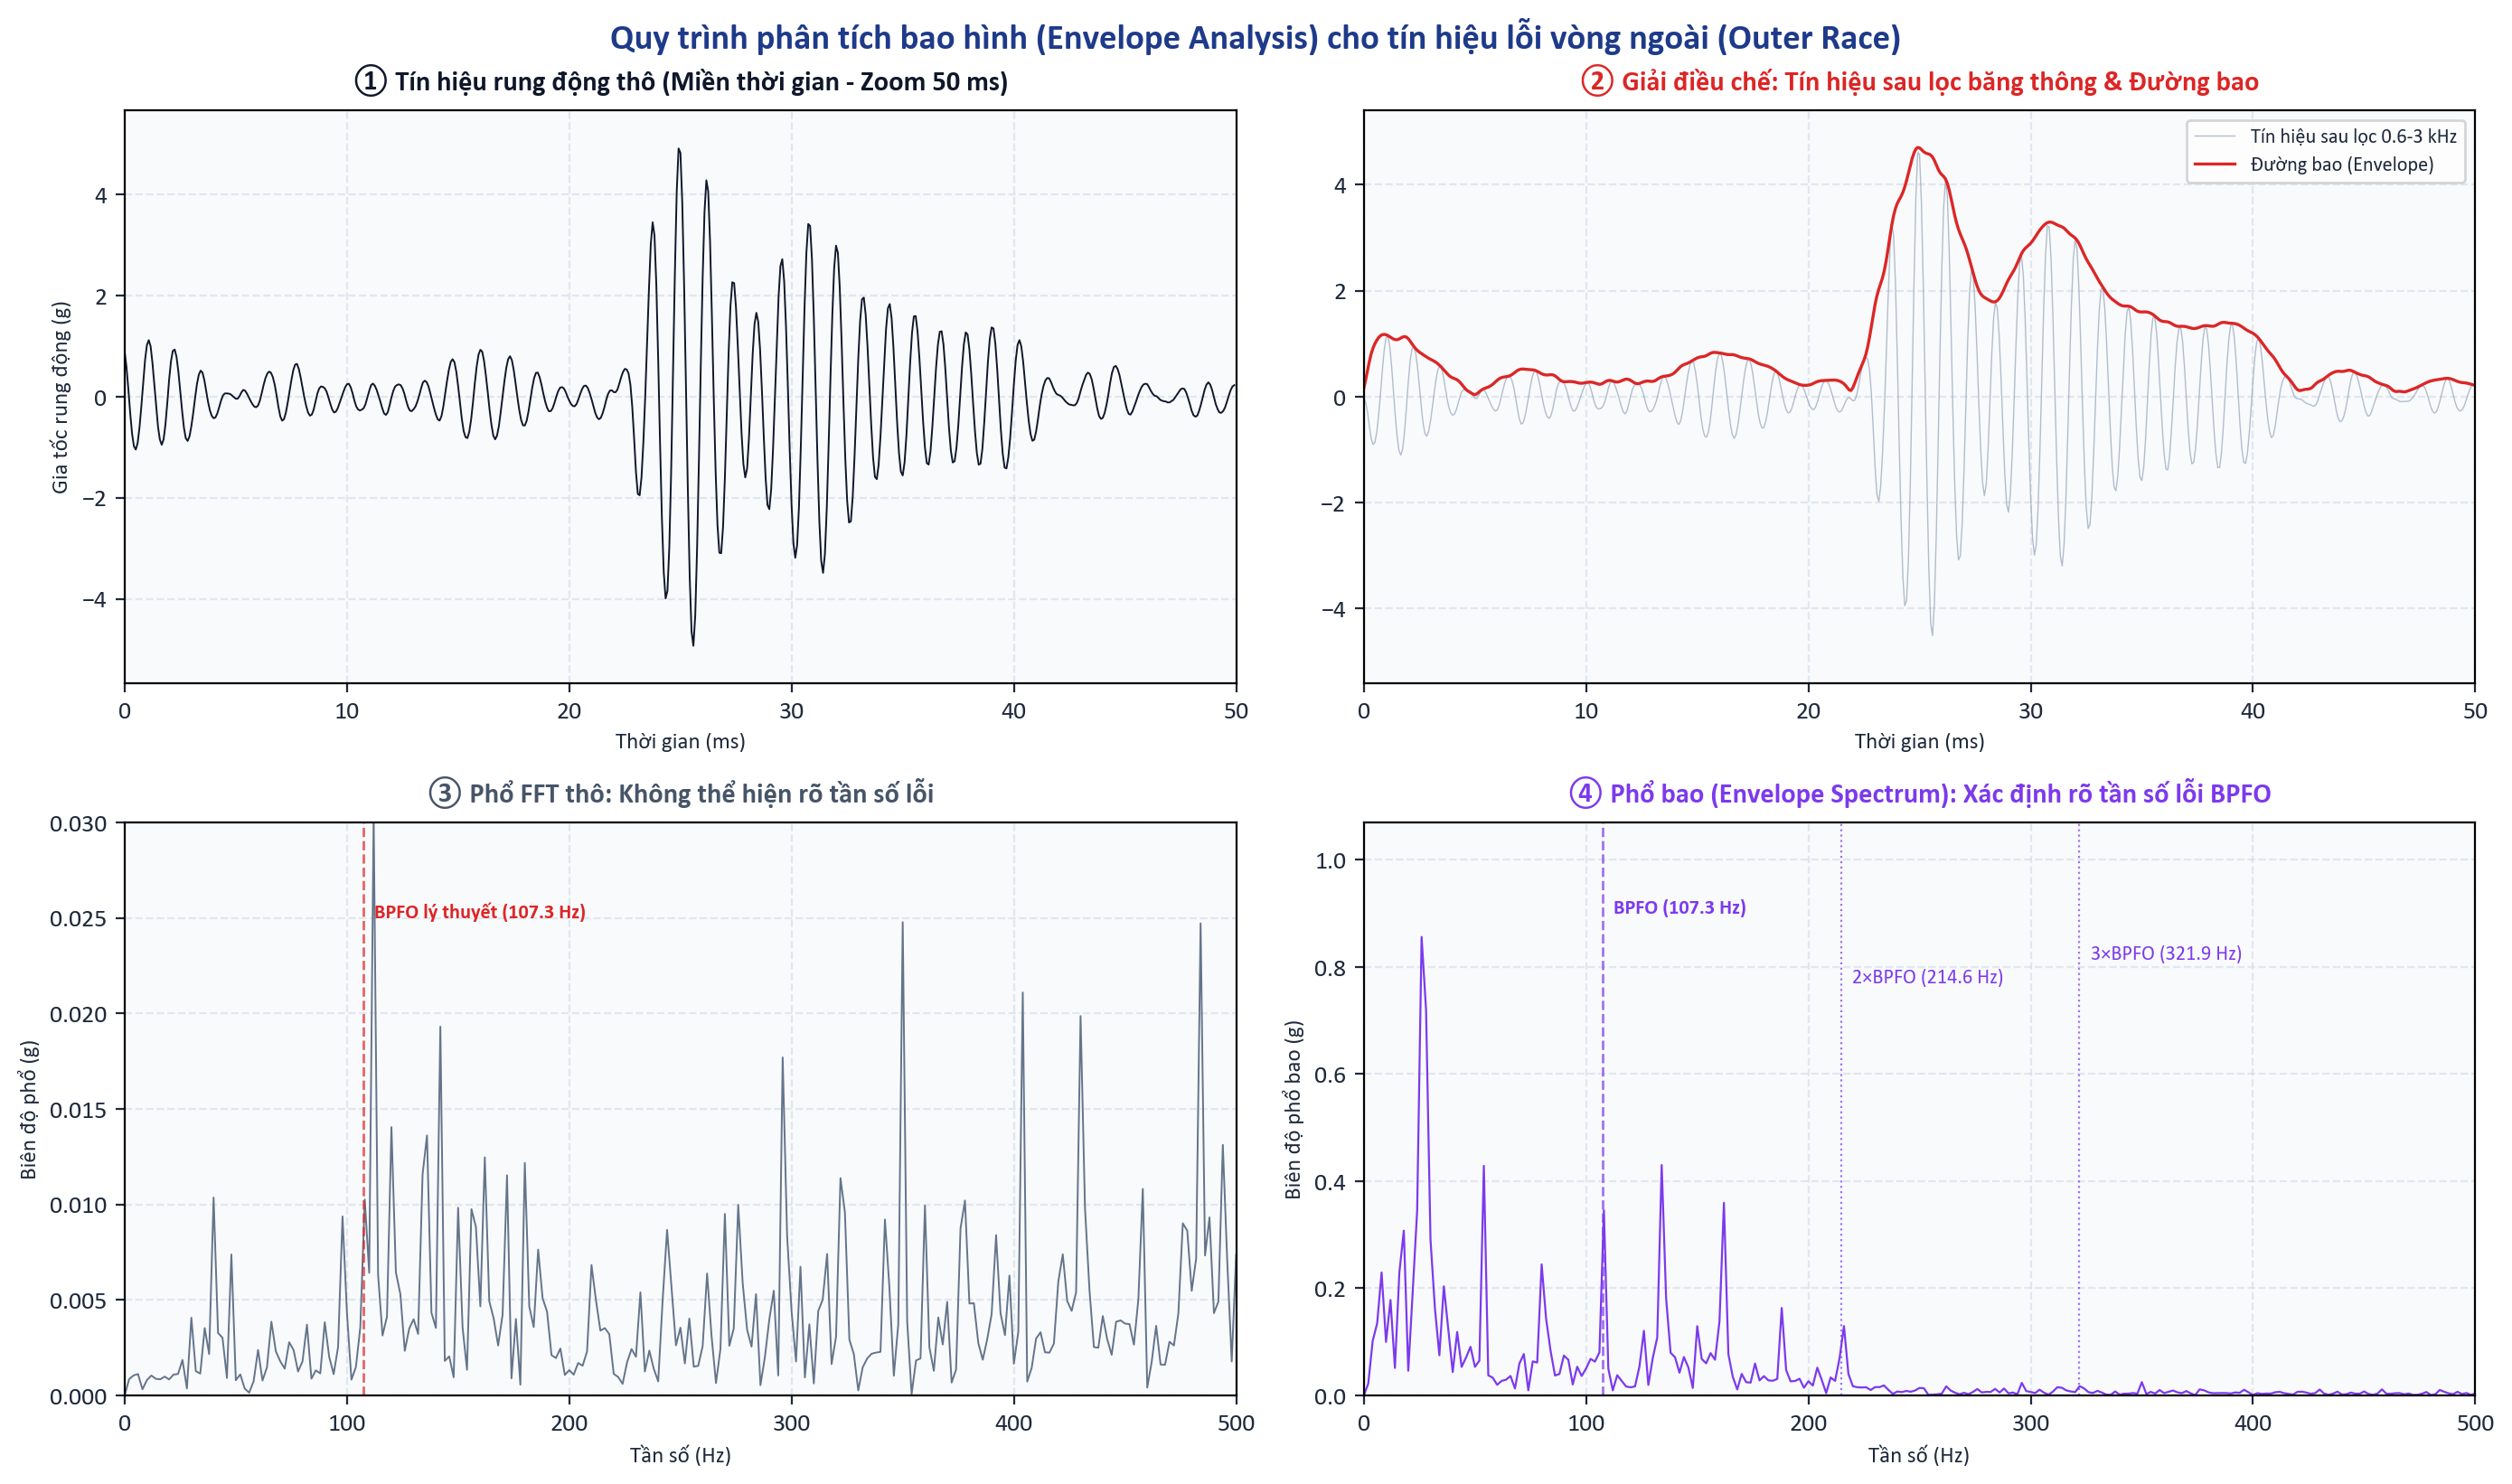 Quy trình phân tích bao hình (Envelope Analysis) cho tín hiệu lỗi vòng ngoài (Outer Race)
① Tín hiệu rung động thô (Miền thời gian - Zoom 50 ms)
4
2
0
−2
−4
Gia tốc rung động (g)
0 10 20 30 40 50
Thời gian (ms)
② Giải điều chế: Tín hiệu sau lọc băng thông & Đường bao
Tín hiệu sau lọc 0.6-3 kHz
Đường bao (Envelope)
4
2
0
−2
−4
0 10 20 30 40 50
Thời gian (ms)
③ Phổ FFT thô: Không thể hiện rõ tần số lỗi
0.030
0.025
0.020
0.015
0.010
0.005
0.000
Biên độ phổ (g)
BPFO lý thuyết (107.3 Hz)
0 100 200 300 400 500
Tần số (Hz)
④ Phổ bao (Envelope Spectrum): Xác định rõ tần số lỗi BPFO
1.0
0.8
0.6
0.4
0.2
0.0
Biên độ phổ bao (g)
BPFO (107.3 Hz)
3×BPFO (321.9 Hz)
2×BPFO (214.6 Hz)
0 100 200 300 400 500
Tần số (Hz)